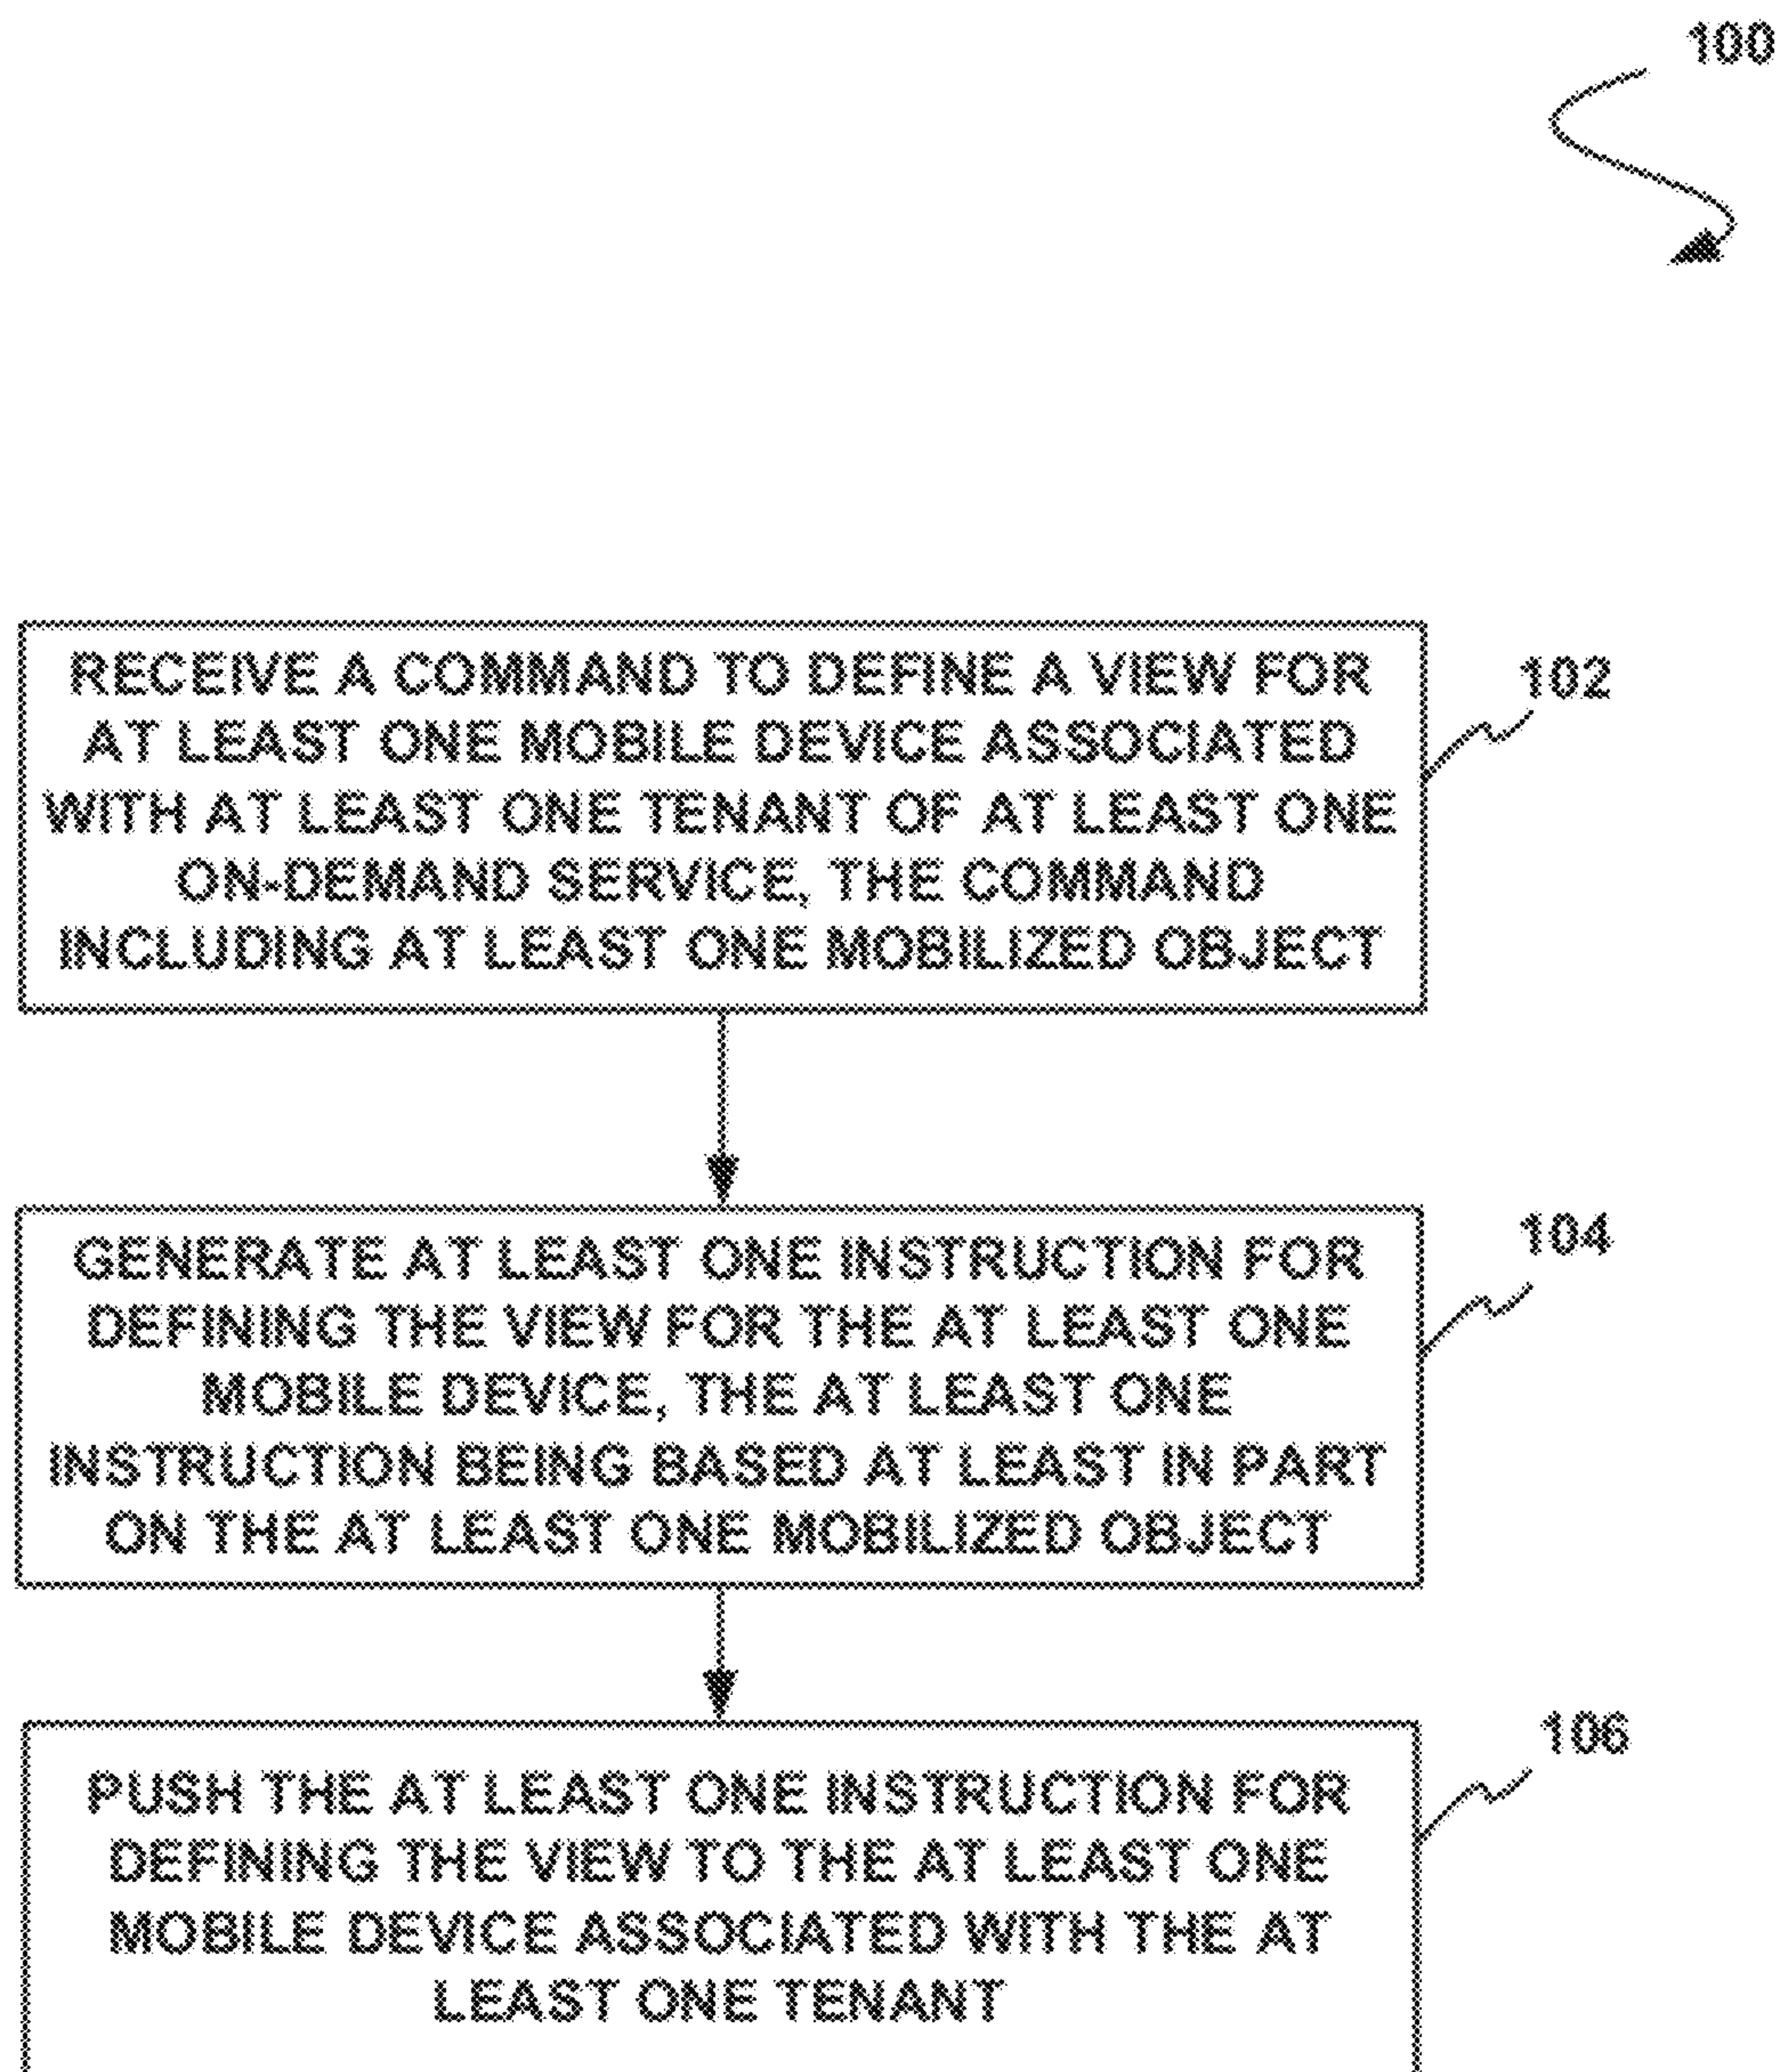 100
RECEIVE A COMMAND TO DEFINE A VIEW FOR
AT LEAST ONE MOBILE DEVICE ASSOCIATED
WITH AT LEAST ONE TENANT OF AT LEAST ONE
ON-DEMAND SERVICE, THE COMMAND
INCLUDING AT LEAST ONE MOBILIZED OBJECT
102
GENERATE AT LEAST ONE INSTRUCTION FOR
DEFINING THE VIEW FOR THE AT LEAST ONE
MOBILE DEVICE, THE AT LEAST ONE
INSTRUCTION BEING BASED AT LEAST IN PART
ON THE AT LEAST ONE MOBILIZED OBJECT
104
PUSH THE AT LEAST ONE INSTRUCTION FOR
DEFINING THE VIEW TO THE AT LEAST ONE
MOBILE DEVICE ASSOCIATED WITH THE AT
LEAST ONE TENANT
106